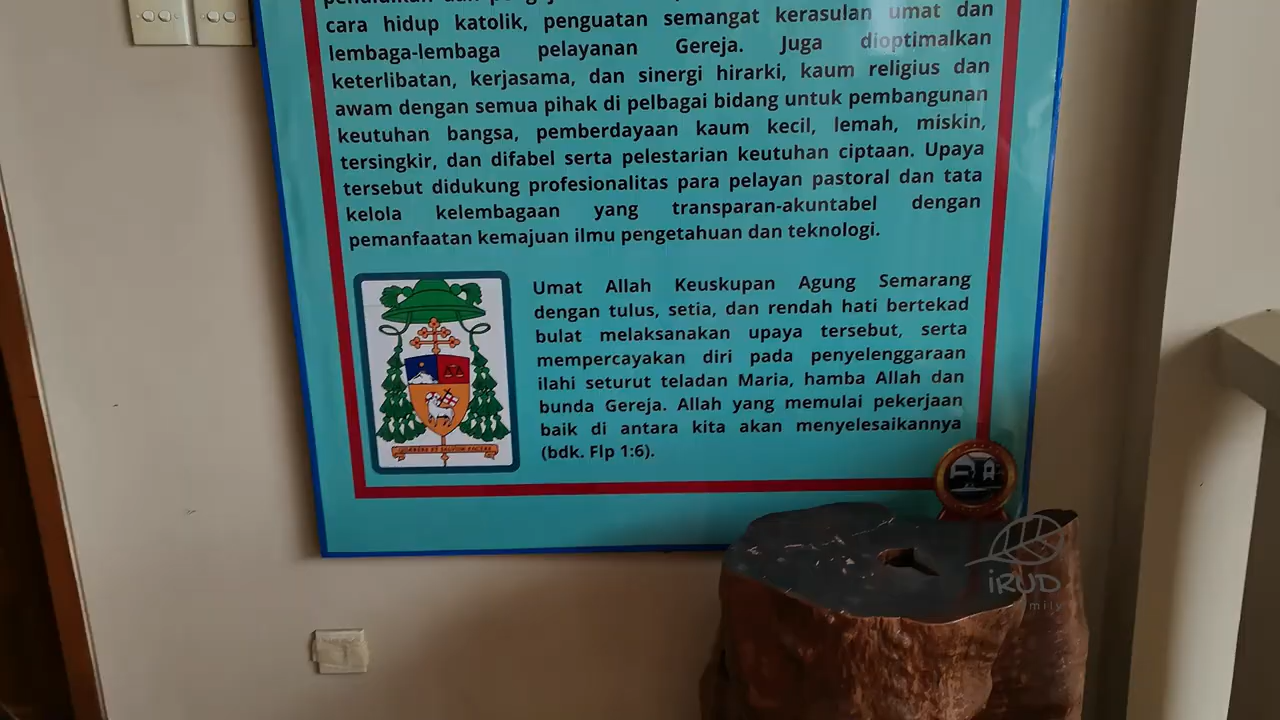 cara hidup katolik, penguatan semangat kerasulan umat dan
lembaga-lembaga pelayanan Gereja. Juga dioptimalkan
keterlibatan, kerjasama, dan sinergi hirarki, kaum religius dan
awam dengan semua pihak di pelbagai bidang untuk pembangunan
keutuhan bangsa, pemberdayaan kaum kecil, lemah, miskin,
tersingkir, dan difabel serta pelestarian keutuhan ciptaan. Upaya
tersebut didukung profesionalitas para pelayan pastoral dan tata
kelola kelembagaan yang transparan-akuntabel dengan
pemanfaatan kemajuan ilmu pengetahuan dan teknologi.
Umat Allah Keuskupan Agung Semarang
dengan tulus, setia, dan rendah hati bertekad
bulat melaksanakan upaya tersebut, serta
mempercayakan diri pada penyelenggaraan
ilahi seturut teladan Maria, hamba Allah dan
bunda Gereja. Allah yang memulai pekerjaan
baik di antara kita akan menyelesaikannya
(bdk. Flp 1:6).
iRUD